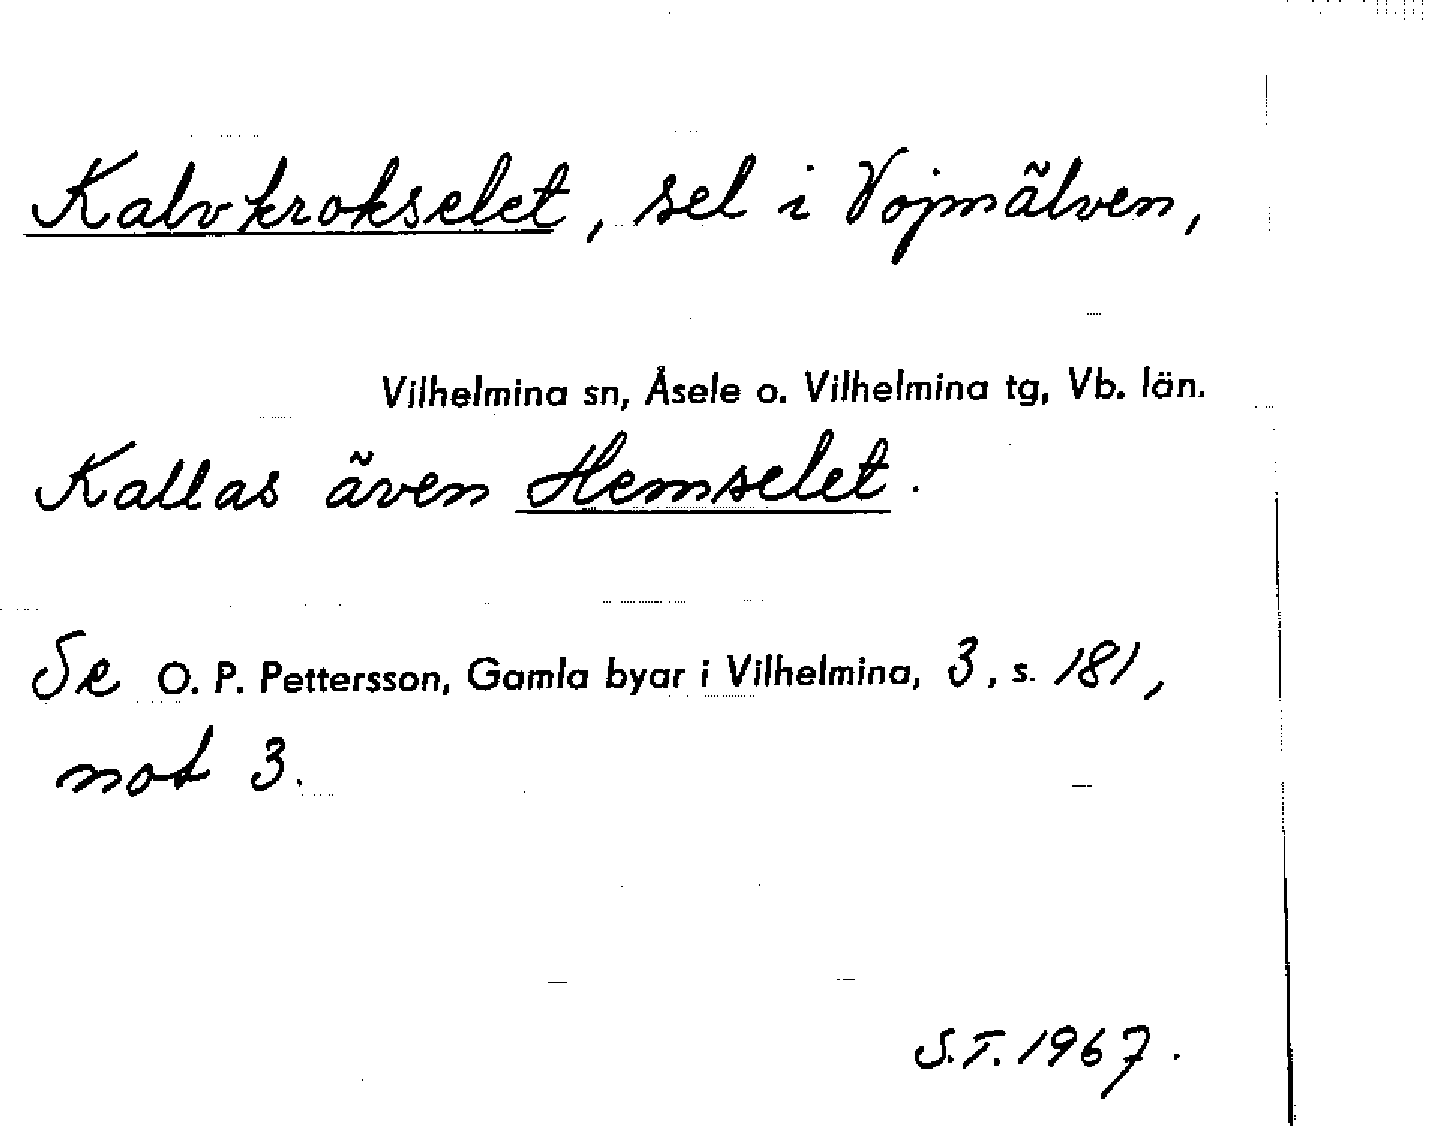 Kalvkrokselet, sel i Vojmälven,
Vilhelmina sn, Åsele o. Vilhelmina tg, Vb. län.
Kallas även Hemselet.
Se O. P. Pettersson, Gamla byar i Vilhelmina, 3, s. 181,
not 3.
S.T. 1967.